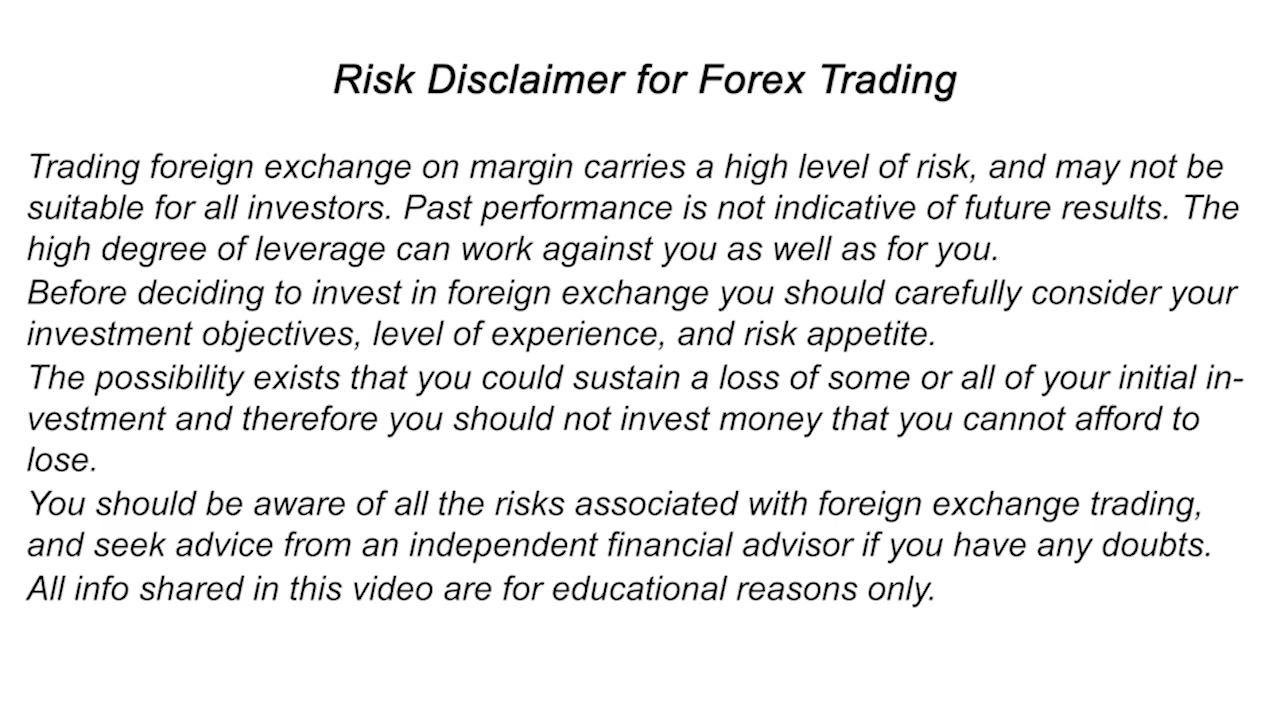 Risk Disclaimer for Forex Trading
Trading foreign exchange on margin carries a high level of risk, and may not be
suitable for all investors. Past performance is not indicative of future results. The
high degree of leverage can work against you as well as for you.
Before deciding to invest in foreign exchange you should carefully consider your
investment objectives, level of experience, and risk appetite.
The possibility exists that you could sustain a loss of some or all of your initial in-
vestment and therefore you should not invest money that you cannot afford to
lose.
You should be aware of all the risks associated with foreign exchange trading,
and seek advice from an independent financial advisor if you have any doubts.
All info shared in this video are for educational reasons only.